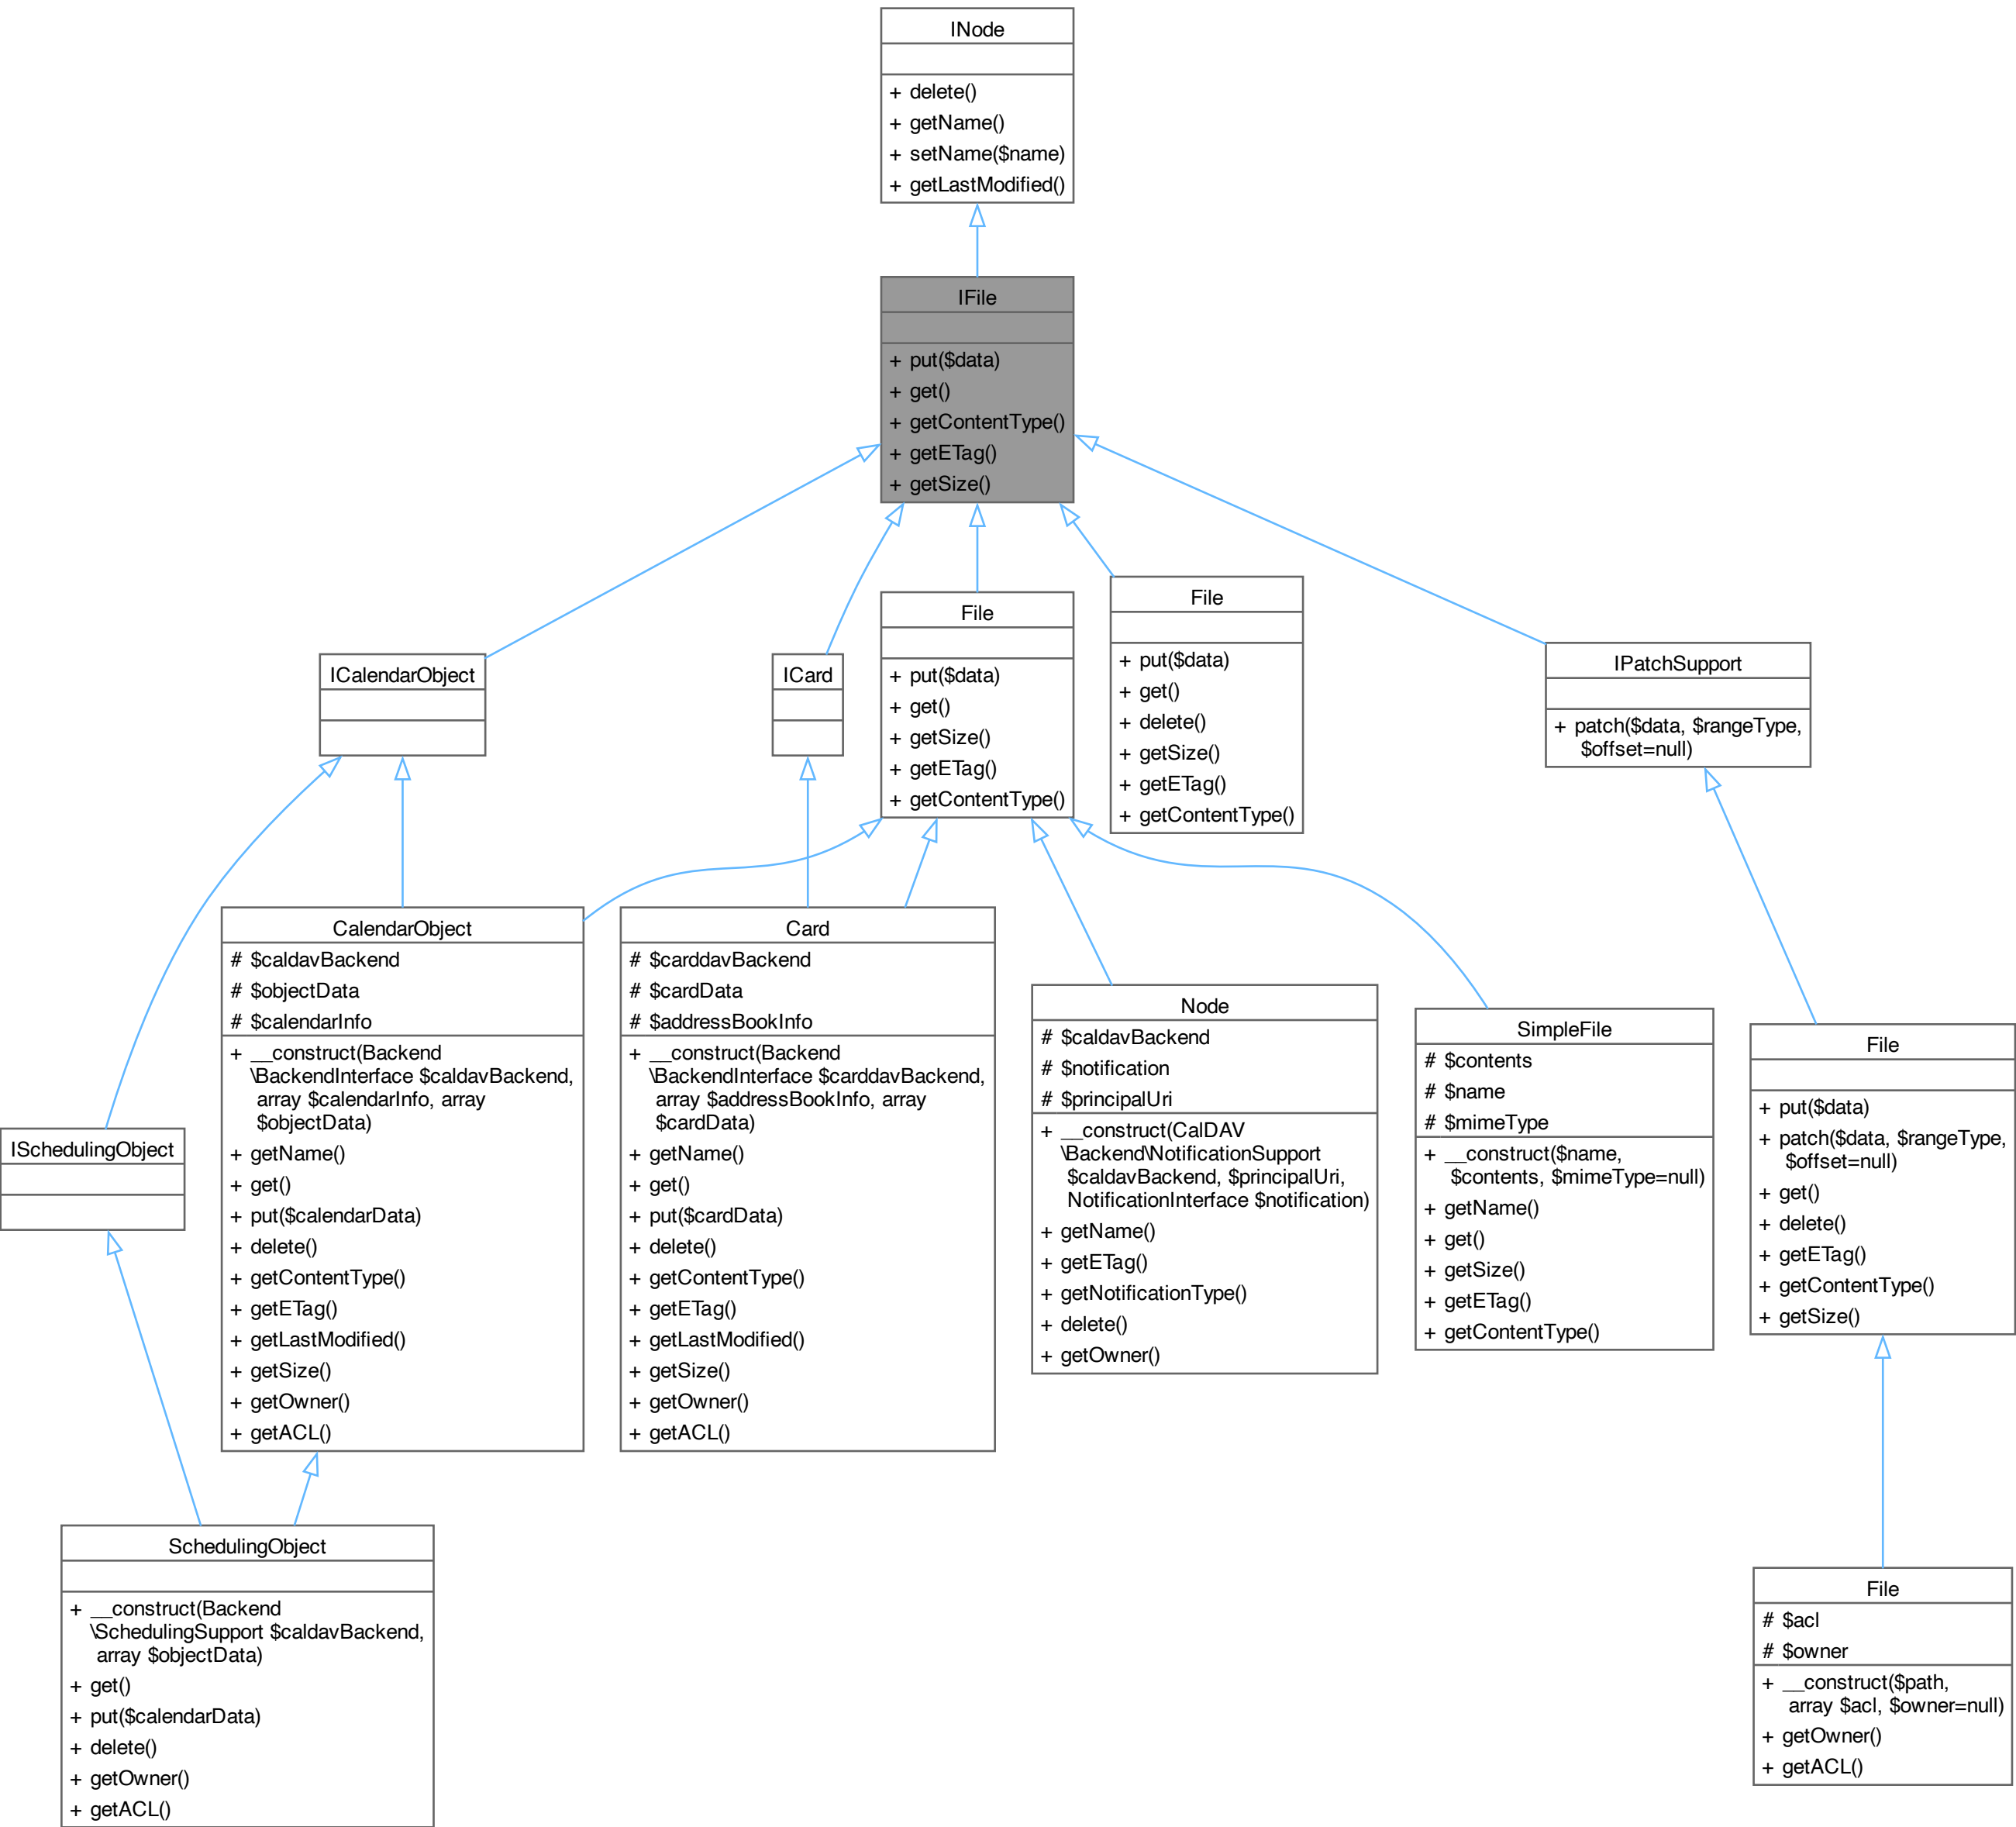 INode
+ delete()
+ getName()
+ setName($name)
+ getLastModified()
IFile
+ put($data)
+ get()
+ getContentType()
+ getETag()
+ getSize()
ICalendarObject
ICard
File
+ put($data)
+ get()
+ getSize()
+ getETag()
+ getContentType()
File
+ put($data)
+ get()
+ delete()
+ getSize()
+ getETag()
+ getContentType()
IPatchSupport
+ patch($data, $rangeType,
$offset=null)
ISchedulingObject
CalendarObject
# $caldavBackend
# $objectData
# $calendarInfo
+ __construct(Backend
\BackendInterface $caldavBackend,
array $calendarInfo, array
$objectData)
+ getName()
+ get()
+ put($calendarData)
+ delete()
+ getContentType()
+ getETag()
+ getLastModified()
+ getSize()
+ getOwner()
+ getACL()
Card
# $carddavBackend
# $cardData
# $addressBookInfo
+ __construct(Backend
\BackendInterface $carddavBackend,
array $addressBookInfo, array
$cardData)
+ getName()
+ get()
+ put($cardData)
+ delete()
+ getContentType()
+ getETag()
+ getLastModified()
+ getSize()
+ getOwner()
+ getACL()
Node
# $caldavBackend
# $notification
# $principalUri
+ __construct(CalDAV
\Backend\NotificationSupport
$caldavBackend, $principalUri,
NotificationInterface $notification)
+ getName()
+ getETag()
+ getNotificationType()
+ delete()
+ getOwner()
SimpleFile
# $contents
# $name
# $mimeType
+ __construct($name,
$contents, $mimeType=null)
+ getName()
+ get()
+ getSize()
+ getETag()
+ getContentType()
File
+ put($data)
+ patch($data, $rangeType,
$offset=null)
+ get()
+ delete()
+ getETag()
+ getContentType()
+ getSize()
SchedulingObject
+ __construct(Backend
\SchedulingSupport $caldavBackend,
array $objectData)
+ get()
+ put($calendarData)
+ delete()
+ getOwner()
+ getACL()
File
# $acl
# $owner
+ __construct($path,
array $acl, $owner=null)
+ getOwner()
+ getACL()